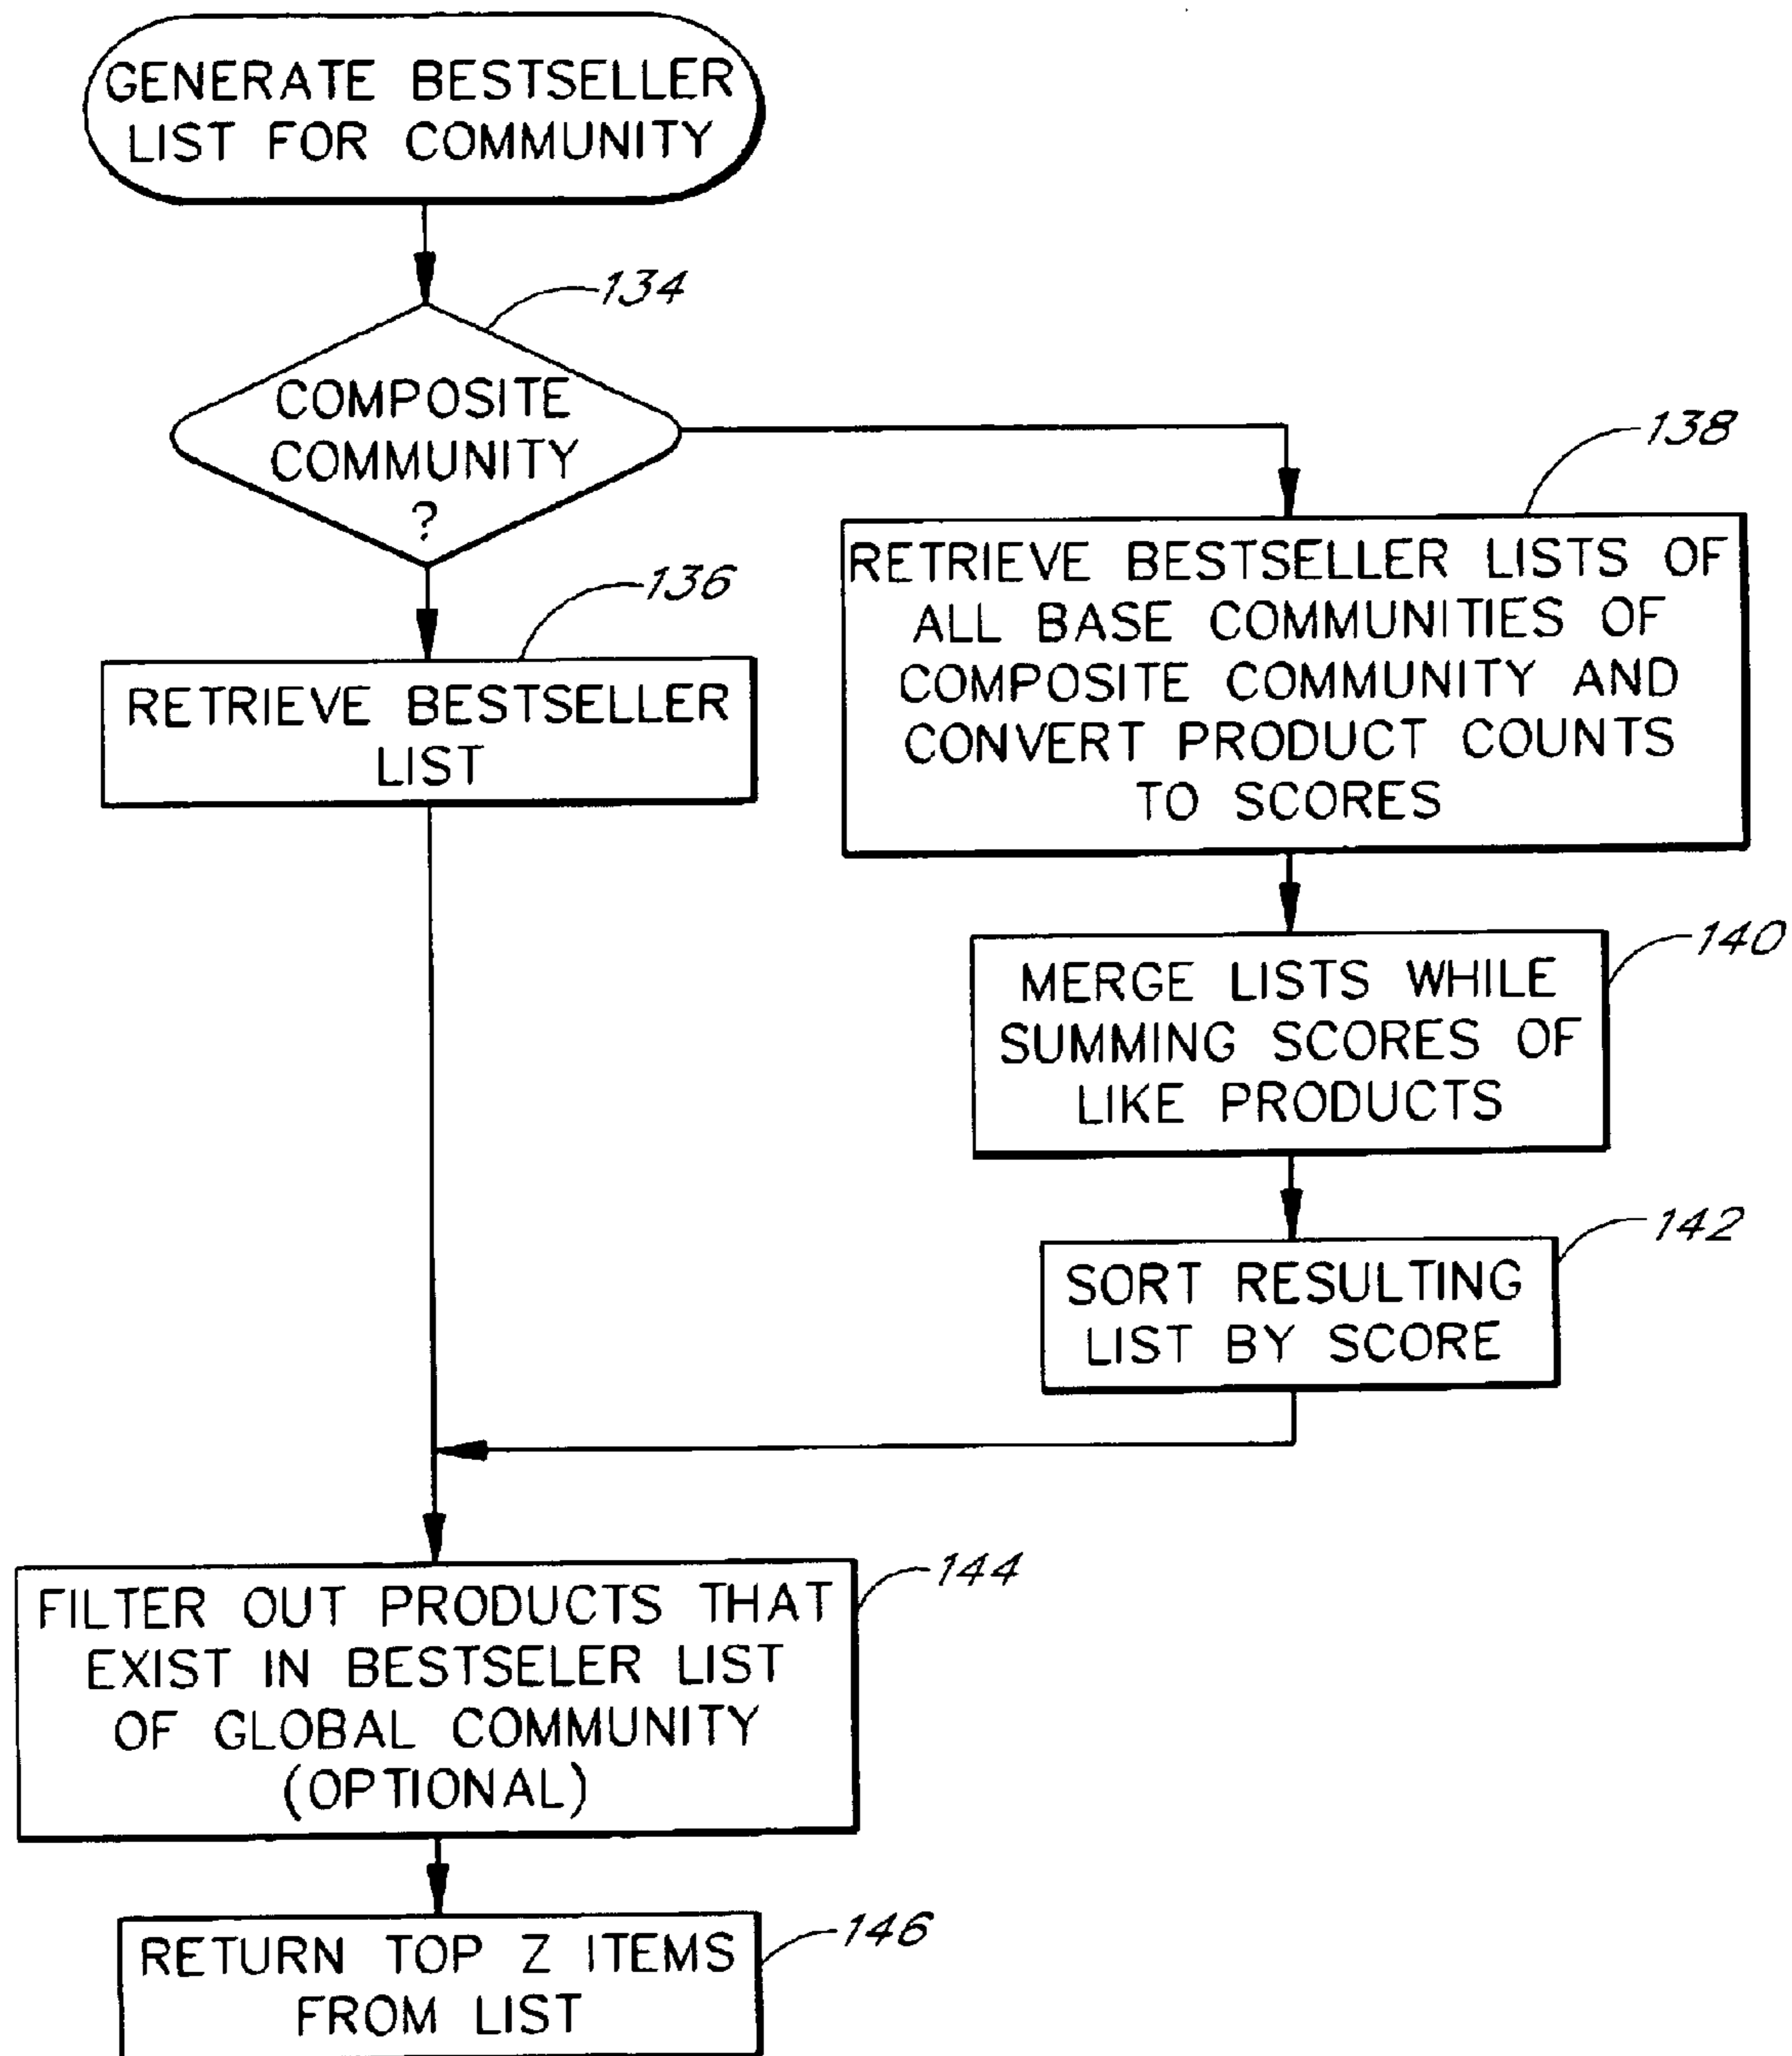 GENERATE BESTSELLER
LIST FOR COMMUNITY
134
COMPOSITE
COMMUNITY
?
136
RETRIEVE BESTSELLER
LIST
138
RETRIEVE BESTSELLER LISTS OF
ALL BASE COMMUNITIES OF
COMPOSITE COMMUNITY AND
CONVERT PRODUCT COUNTS
TO SCORES
140
MERGE LISTS WHILE
SUMMING SCORES OF
LIKE PRODUCTS
142
SORT RESULTING
LIST BY SCORE
144
FILTER OUT PRODUCTS THAT
EXIST IN BESTSELER LIST
OF GLOBAL COMMUNITY
(OPTIONAL)
146
RETURN TOP Z ITEMS
FROM LIST